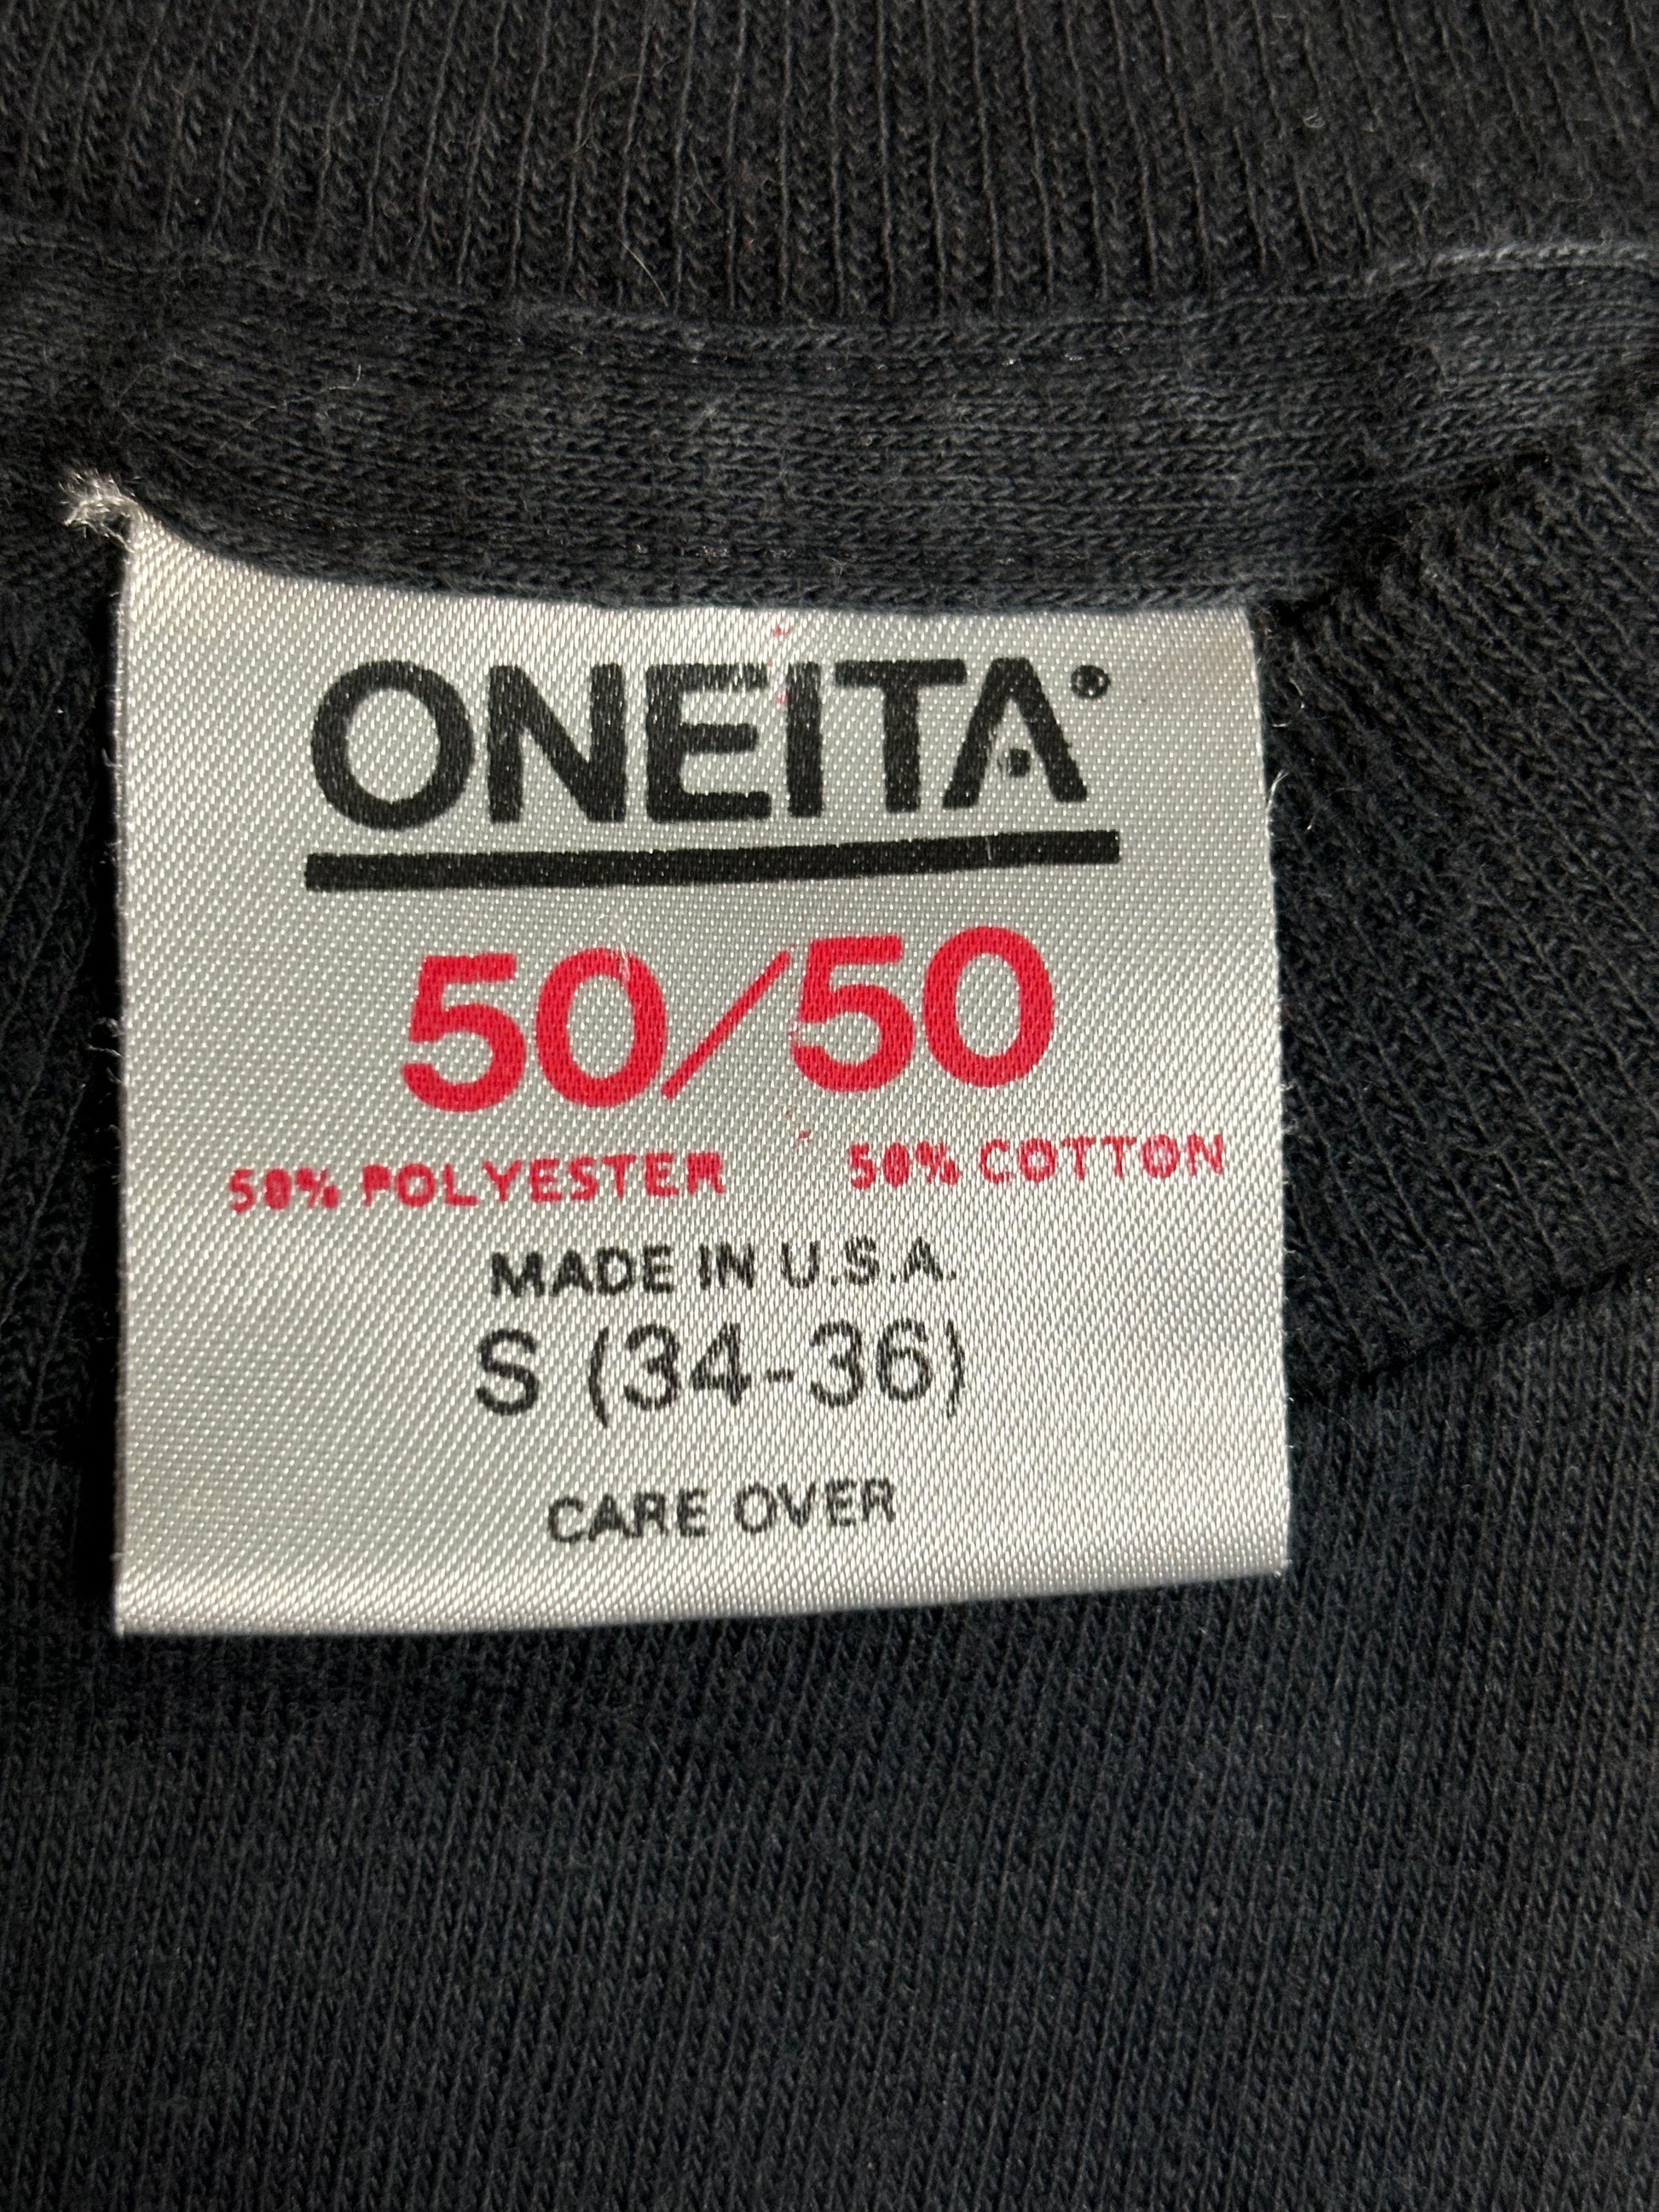 ONEITA®
50/50
50% POLYESTER 50% COTTON
MADE IN U.S.A.
S (34-36)
CARE OVER